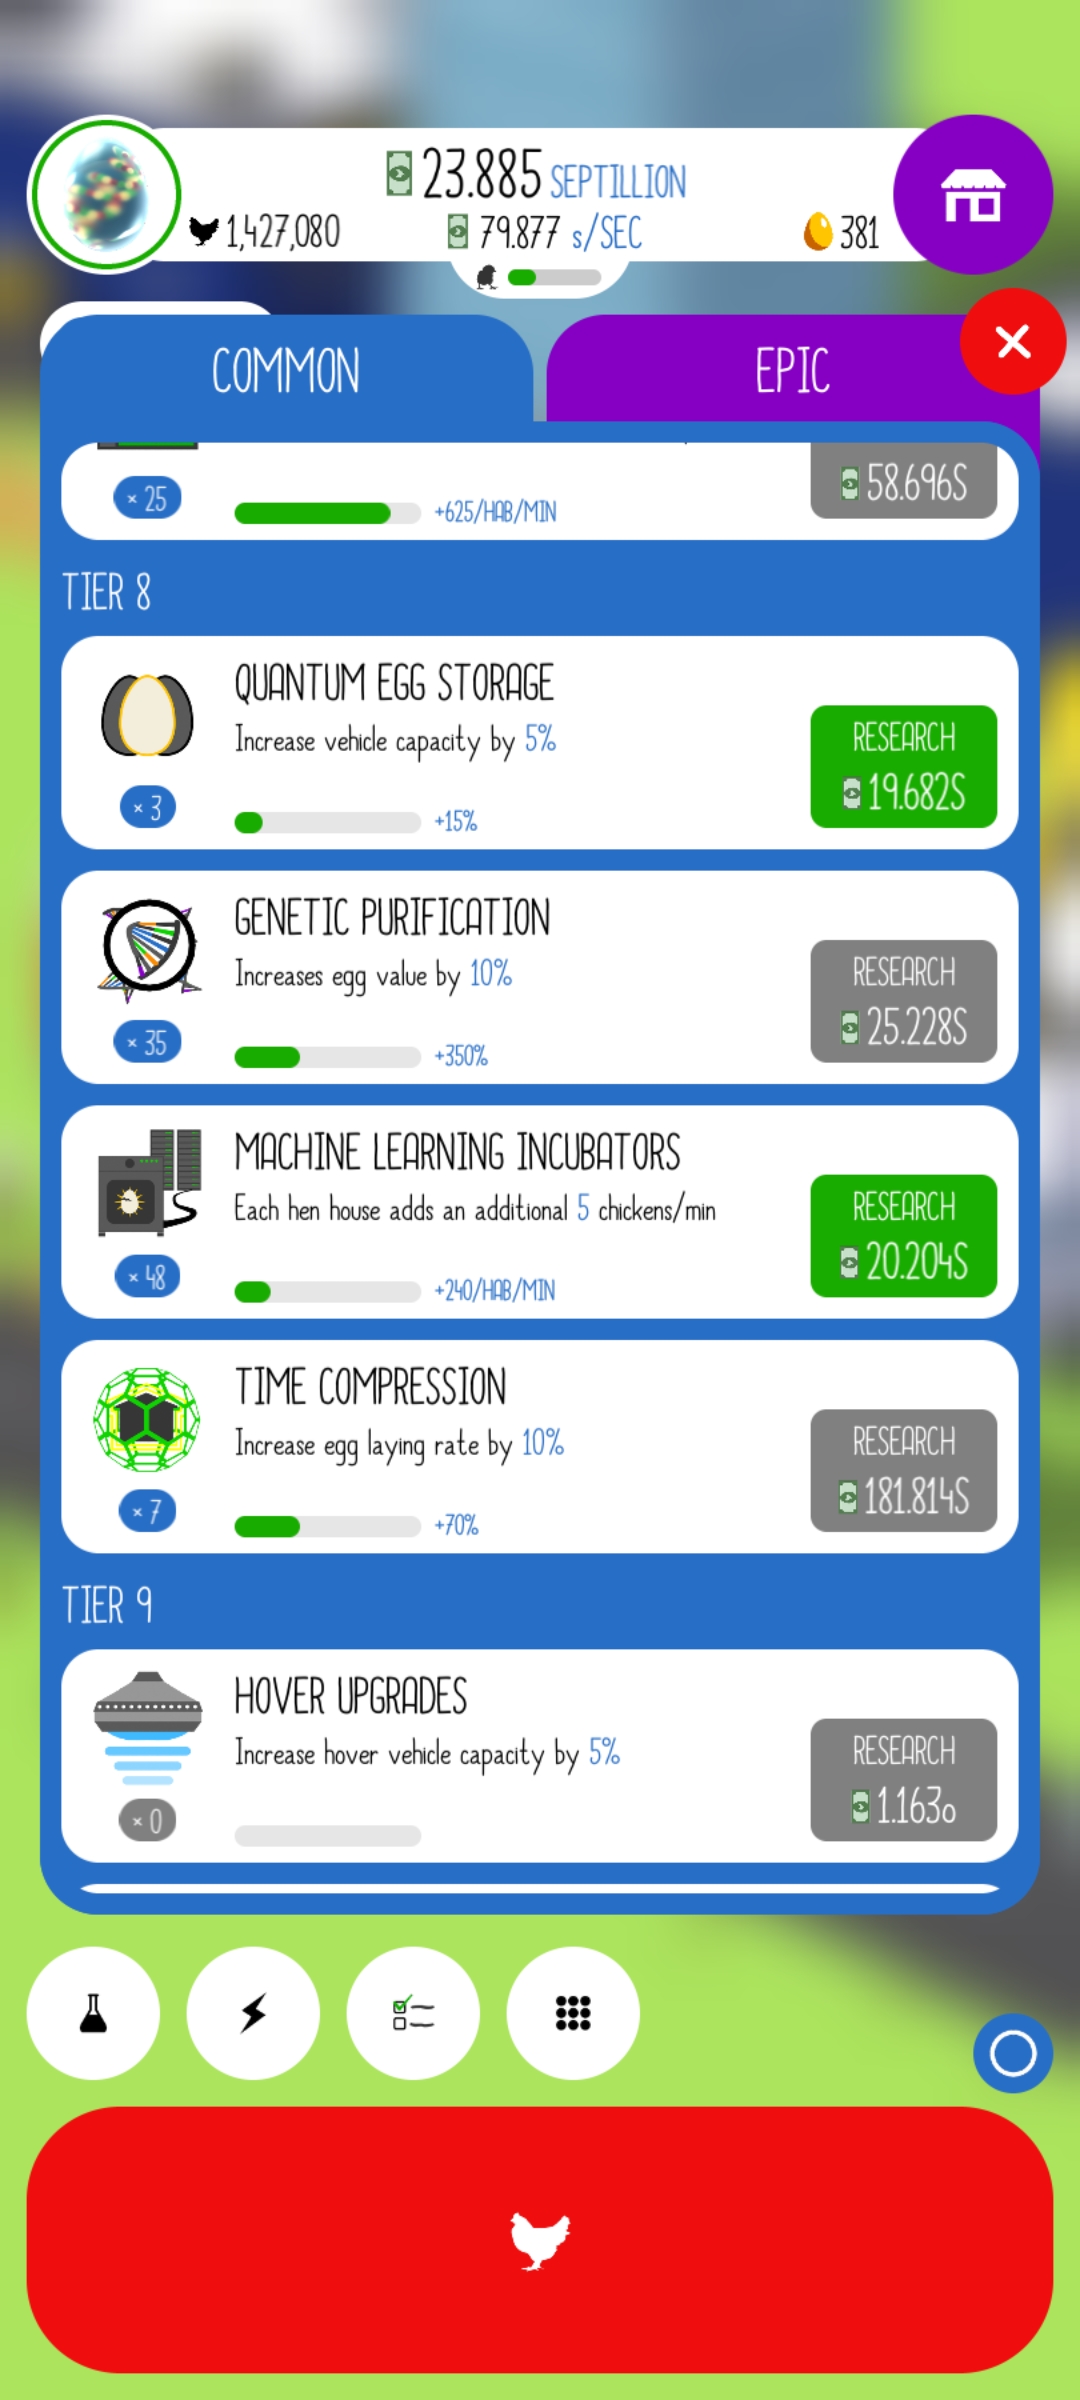 23.885 SEPTILLION
1,427,080
79.877 s/SEC
381
COMMON
EPIC
× 25
+625/HAB/MIN
58.696S
TIER 8
QUANTUM EGG STORAGE
Increase vehicle capacity by 5%
× 3
+15%
RESEARCH
19.682S
GENETIC PURIFICATION
Increases egg value by 10%
× 35
+350%
RESEARCH
25.228S
MACHINE LEARNING INCUBATORS
Each hen house adds an additional 5 chickens/min
× 48
+240/HAB/MIN
RESEARCH
20.204S
TIME COMPRESSION
Increase egg laying rate by 10%
× 7
+70%
RESEARCH
181.814S
TIER 9
HOVER UPGRADES
Increase hover vehicle capacity by 5%
× 0
RESEARCH
1.163o